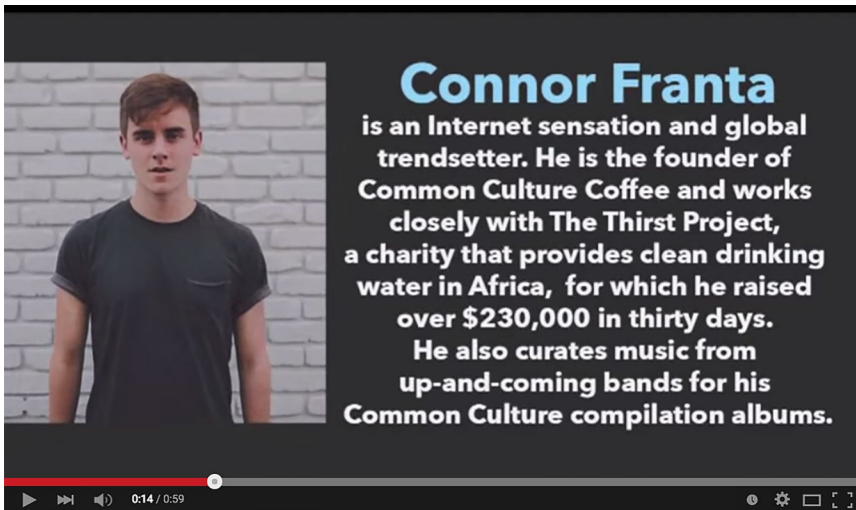 Connor Franta
is an Internet sensation and global
trendsetter. He is the founder of
Common Culture Coffee and works
closely with The Thirst Project,
a charity that provides clean drinking
water in Africa, for which he raised
over $230,000 in thirty days.
He also curates music from
up-and-coming bands for his
Common Culture compilation albums.
0:14 / 0:59